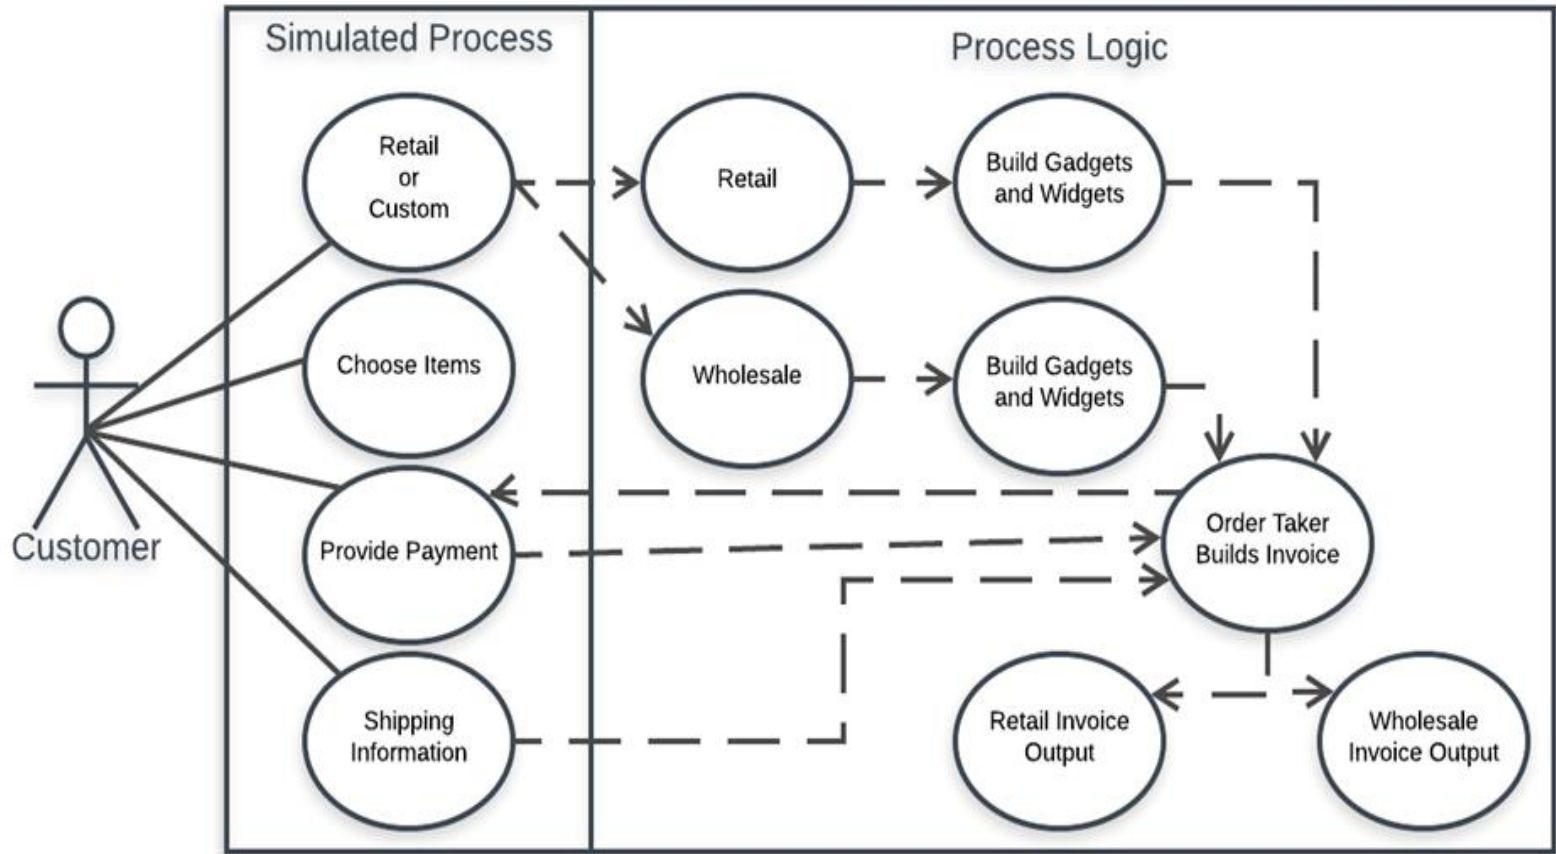 Simulated Process
Process Logic
Retail
or
Custom
Retail
Build Gadgets
and Widgets
Choose Items
Wholesale
Build Gadgets
and Widgets
Customer
Provide Payment
Order Taker
Builds Invoice
Shipping
Information
Retail Invoice
Output
Wholesale
Invoice Output